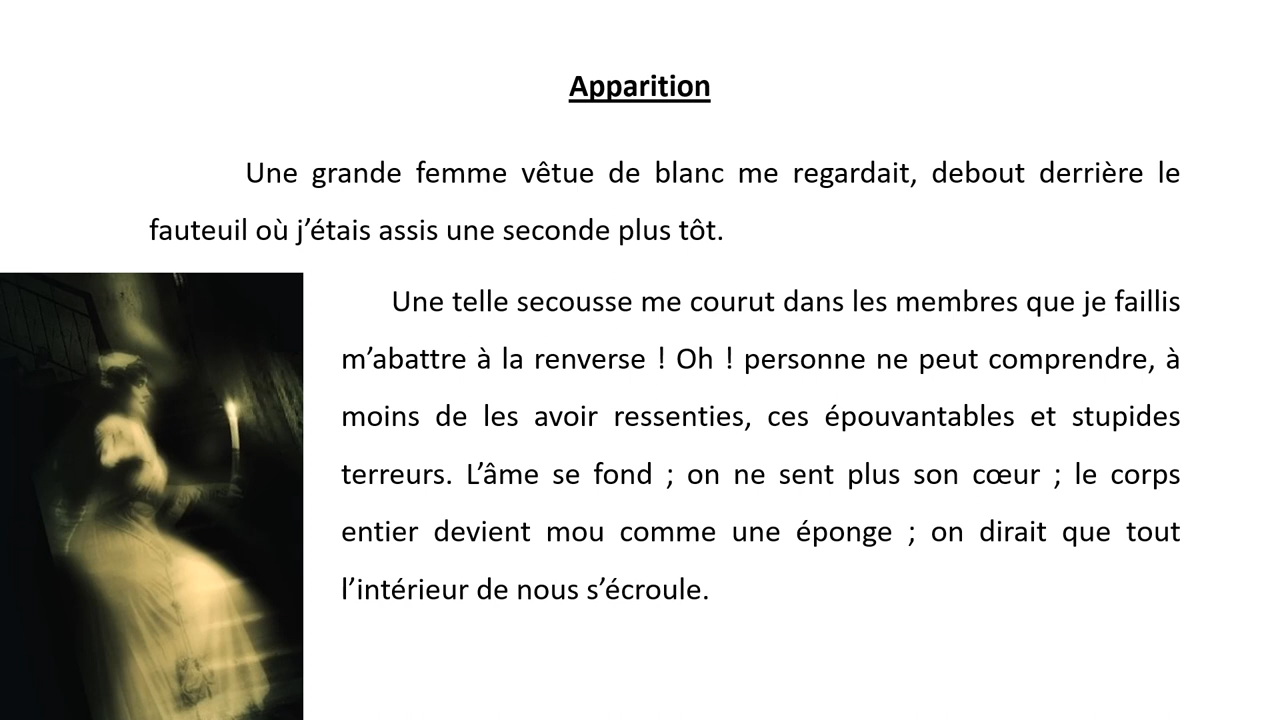 Apparition
Une grande femme vêtue de blanc me regardait, debout derrière le
fauteuil où j’étais assis une seconde plus tôt.
Une telle secousse me courut dans les membres que je faillis
m’abattre à la renverse ! Oh ! personne ne peut comprendre, à
moins de les avoir ressenties, ces épouvantables et stupides
terreurs. L’âme se fond ; on ne sent plus son cœur ; le corps
entier devient mou comme une éponge ; on dirait que tout
l’intérieur de nous s’écroule.